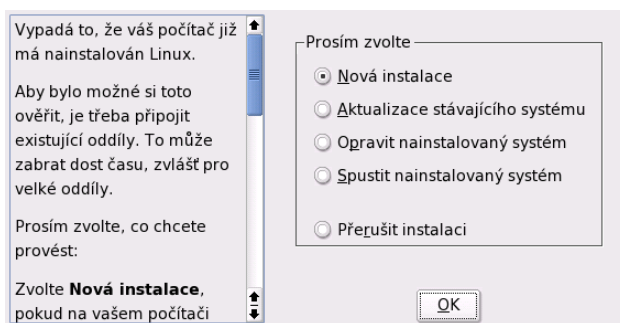 Vypadá to, že váš počítač již
má nainstalován Linux.
Aby bylo možné si toto
ověřit, je třeba připojit
existující oddíly. To může
zabrat dost času, zvlášť pro
velké oddíly.
Prosím zvolte, co chcete
provést:
Zvolte Nová instalace,
pokud na vašem počítači
Prosím zvolte
Nová instalace
Aktualizace stávajícího systému
Opravit nainstalovaný systém
Spustit nainstalovaný systém
Přerušit instalaci
OK